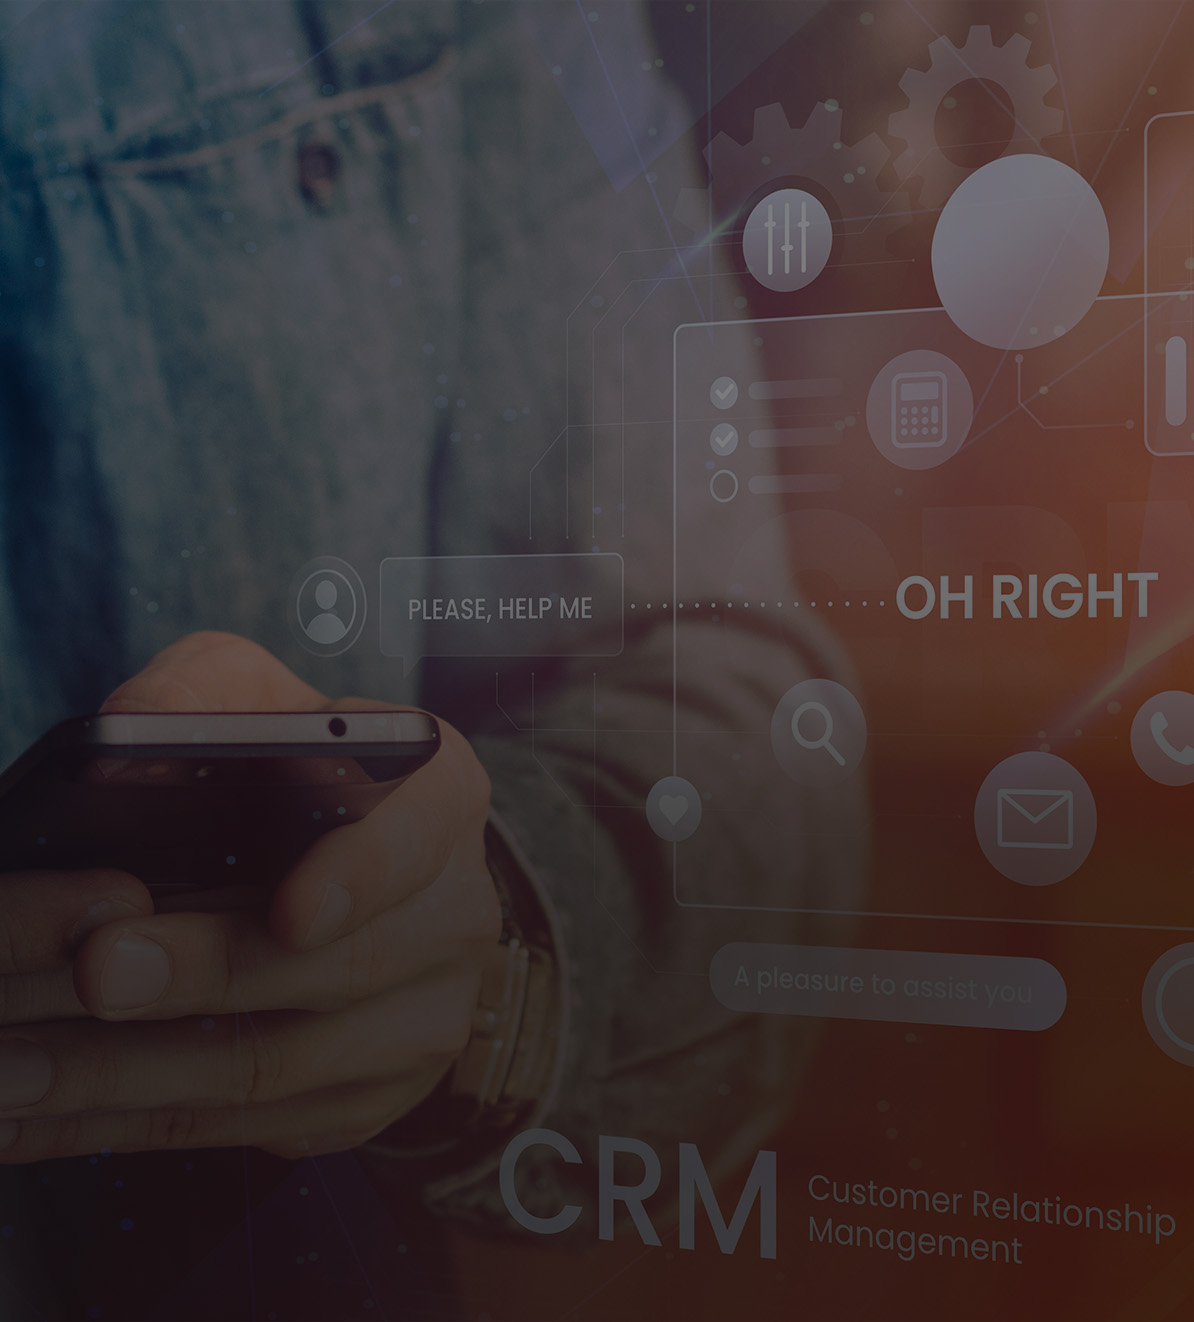 PLEASE, HELP ME
OH RIGHT
A pleasure to assist you
CRM
Customer Relationship
Management